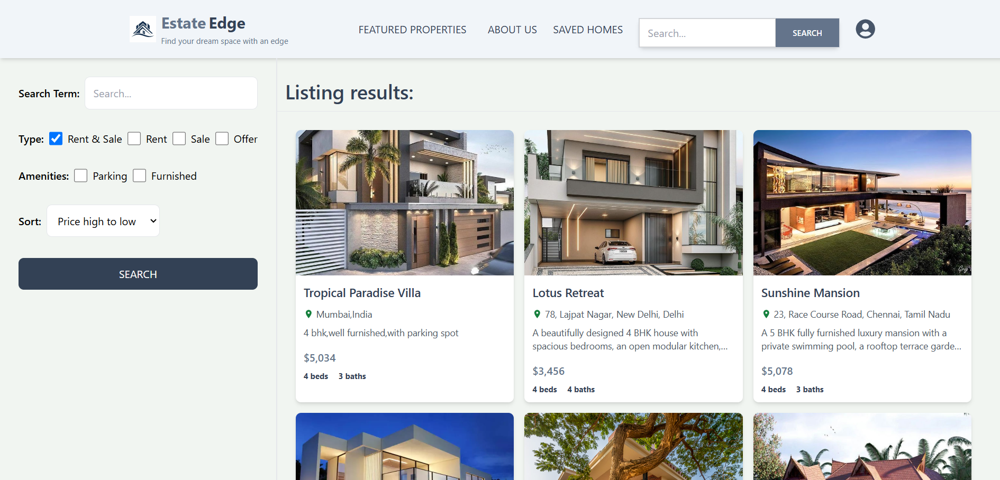 Estate Edge
Find your dream space with an edge
FEATURED PROPERTIES
ABOUT US
SAVED HOMES
Search...
SEARCH
Search Term:
Search...
Type:
Rent & Sale
Rent
Sale
Offer
Amenities:
Parking
Furnished
Sort:
Price high to low
SEARCH
Listing results:
Tropical Paradise Villa
Mumbai,India
4 bhk,well furnished,with parking spot
$5,034
4 beds 3 baths
Lotus Retreat
78, Lajpat Nagar, New Delhi, Delhi
A beautifully designed 4 BHK house with
spacious bedrooms, an open modular kitchen,...
$3,456
4 beds 4 baths
Grig
Sunshine Mansion
23, Race Course Road, Chennai, Tamil Nadu
A 5 BHK fully furnished luxury mansion with a
private swimming pool, a rooftop terrace garde...
$5,078
4 beds 3 baths